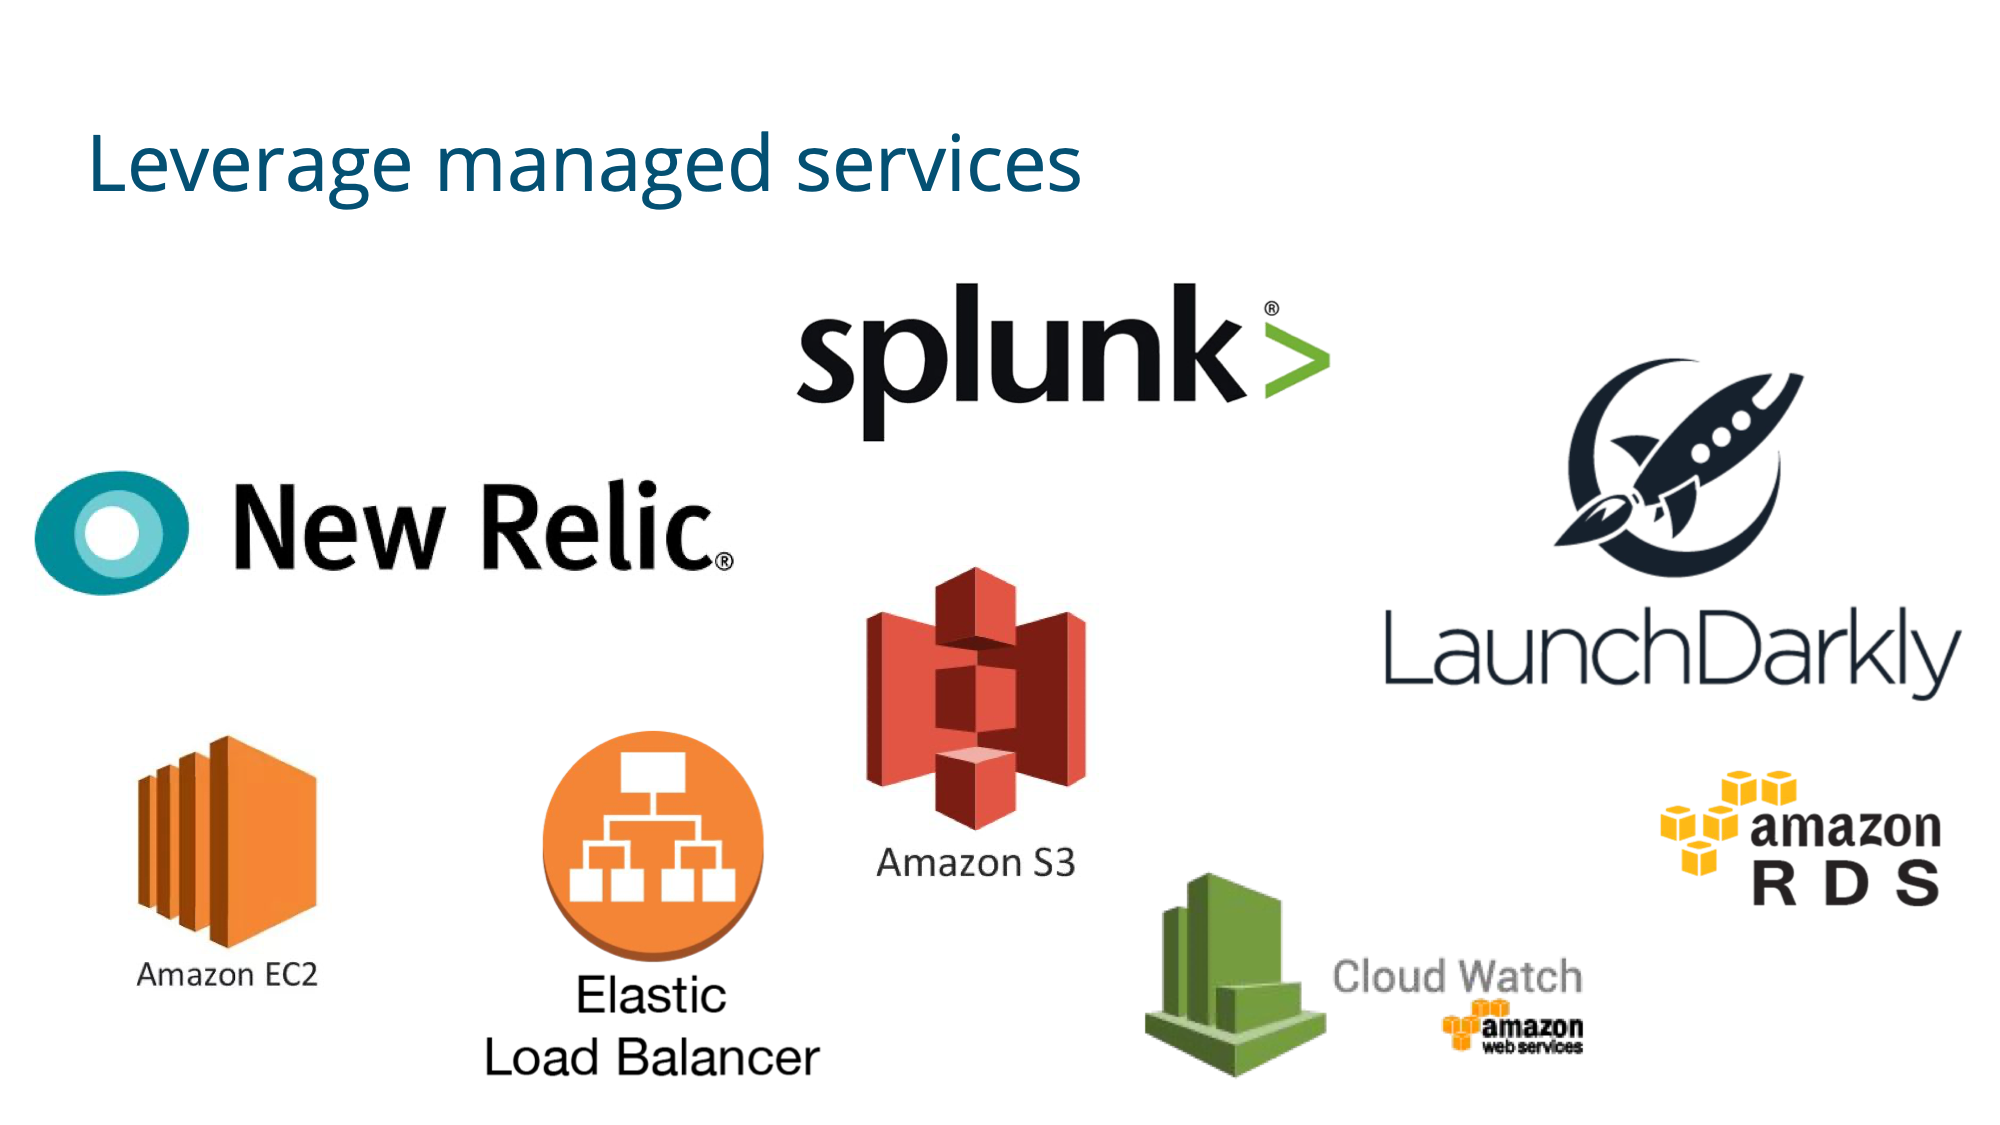 Leverage managed services
splunk>®
New Relic®
LaunchDarkly
Amazon S3
amazon
RDS
Amazon EC2
Elastic
Load Balancer
Cloud Watch
amazon
web services